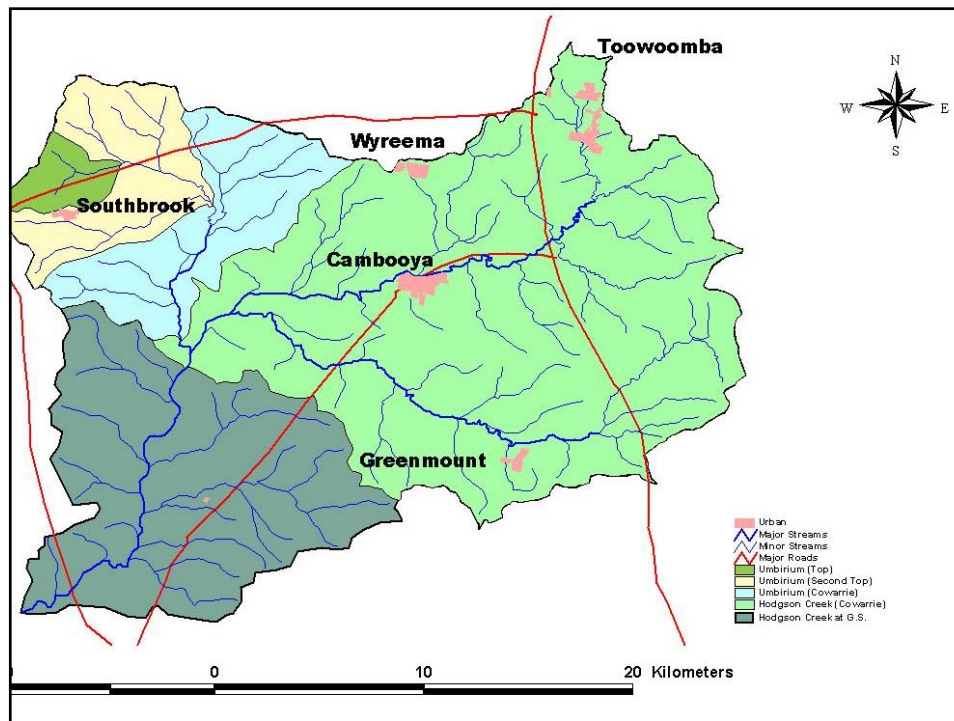 Toowoomba
N
W E
S
Wyreema
Southbrook
Cambooya
Greenmount
Urban
Major Streams
Minor Streams
Major Roads
Umbirium (Top)
Umbirium (Second Top)
Umbirium (Cowarrie)
Hodgson Creek (Cowarrie)
Hodgson Creek at G.S.
0 10 20 Kilometers